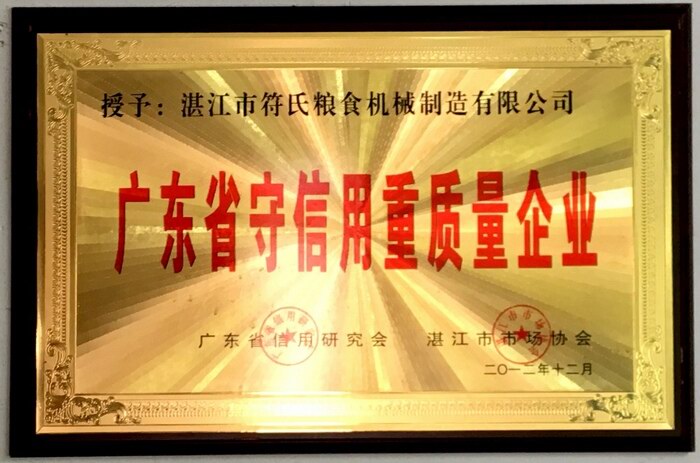 授予：湛江市符氏粮食机械制造有限公司
广东省守信用重质量企业
广东省信用研究会 湛江市市场协会
二〇一二年十二月